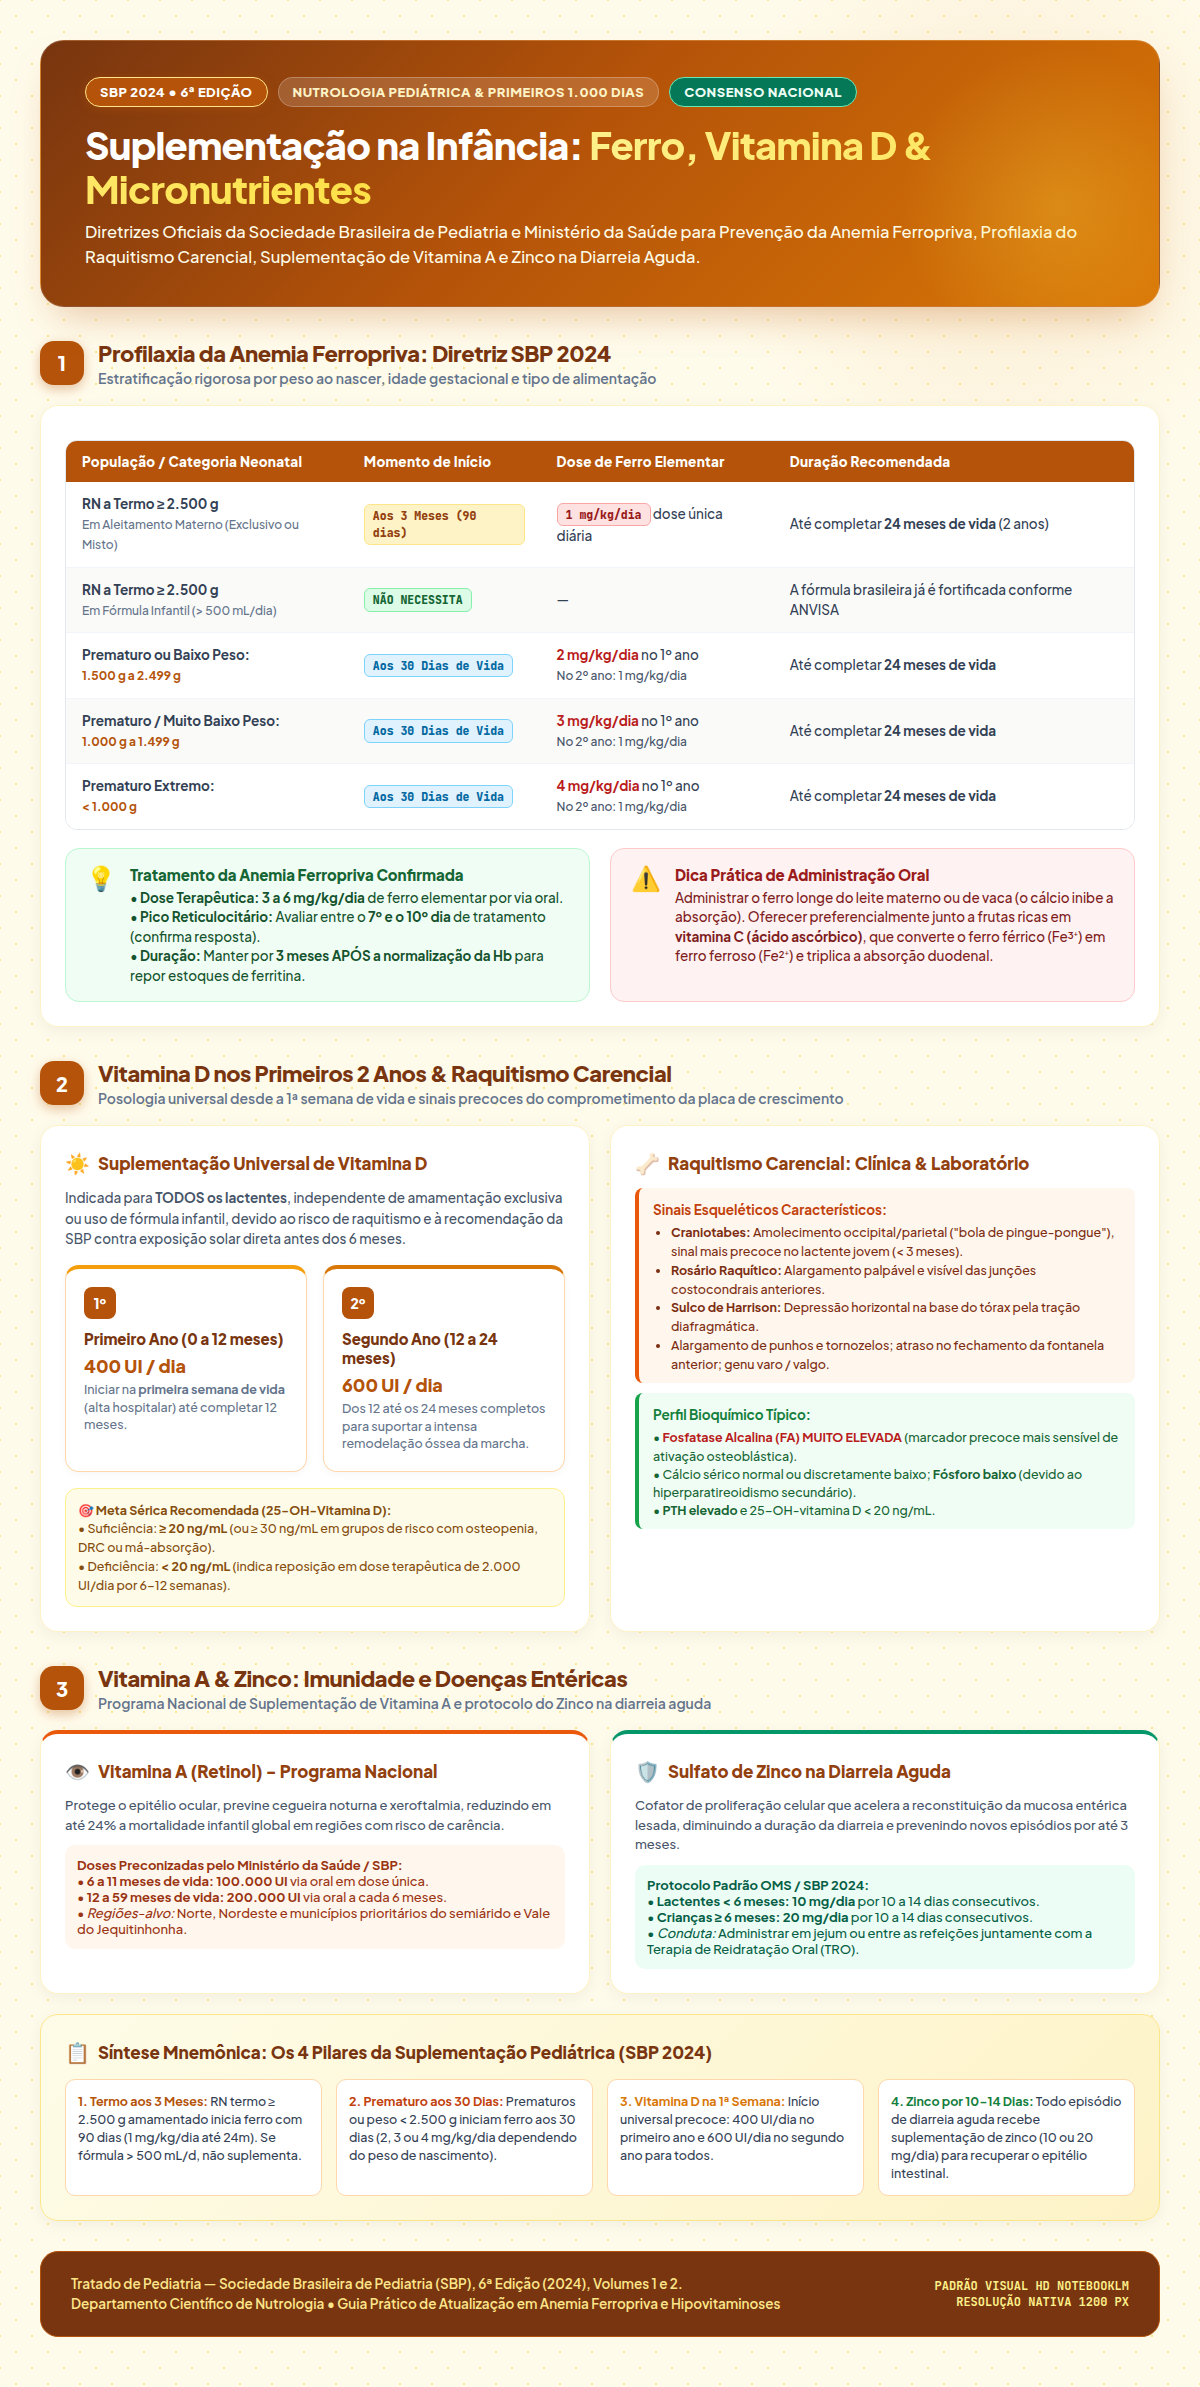 SBP 2024 • 6ª EDIÇÃO
NUTROLOGIA PEDIÁTRICA & PRIMEIROS 1.000 DIAS
CONSENSO NACIONAL
Suplementação na Infância: Ferro, Vitamina D &
Micronutrientes
Diretrizes Oficiais da Sociedade Brasileira de Pediatria e Ministério da Saúde para Prevenção da Anemia Ferropriva, Profilaxia do
Raquitismo Carencial, Suplementação de Vitamina A e Zinco na Diarreia Aguda.
1
Profilaxia da Anemia Ferropriva: Diretriz SBP 2024
Estratificação rigorosa por peso ao nascer, idade gestacional e tipo de alimentação
População / Categoria Neonatal
Momento de Início
Dose de Ferro Elementar
Duração Recomendada
RN a Termo ≥ 2.500 g
Em Aleitamento Materno (Exclusivo ou
Misto)
Aos 3 Meses (90
dias)
1 mg/kg/dia dose única
diária
Até completar 24 meses de vida (2 anos)
RN a Termo ≥ 2.500 g
Em Fórmula Infantil (> 500 mL/dia)
NÃO NECESSITA
—
A fórmula brasileira já é fortificada conforme
ANVISA
Prematuro ou Baixo Peso:
1.500 g a 2.499 g
Aos 30 Dias de Vida
2 mg/kg/dia no 1º ano
No 2º ano: 1 mg/kg/dia
Até completar 24 meses de vida
Prematuro / Muito Baixo Peso:
1.000 g a 1.499 g
Aos 30 Dias de Vida
3 mg/kg/dia no 1º ano
No 2º ano: 1 mg/kg/dia
Até completar 24 meses de vida
Prematuro Extremo:
< 1.000 g
Aos 30 Dias de Vida
4 mg/kg/dia no 1º ano
No 2º ano: 1 mg/kg/dia
Até completar 24 meses de vida
Tratamento da Anemia Ferropriva Confirmada
• Dose Terapêutica: 3 a 6 mg/kg/dia de ferro elementar por via oral.
• Pico Reticulocitário: Avaliar entre o 7º e o 10º dia de tratamento
(confirma resposta).
• Duração: Manter por 3 meses APÓS a normalização da Hb para
repor estoques de ferritina.
Dica Prática de Administração Oral
Administrar o ferro longe do leite materno ou de vaca (o cálcio inibe a
absorção). Oferecer preferencialmente junto a frutas ricas em
vitamina C (ácido ascórbico), que converte o ferro férrico (Fe³⁺) em
ferro ferroso (Fe²⁺) e triplica a absorção duodenal.
2
Vitamina D nos Primeiros 2 Anos & Raquitismo Carencial
Posologia universal desde a 1ª semana de vida e sinais precoces do comprometimento da placa de crescimento
Suplementação Universal de Vitamina D
Indicada para TODOS os lactentes, independente de amamentação exclusiva
ou uso de fórmula infantil, devido ao risco de raquitismo e à recomendação da
SBP contra exposição solar direta antes dos 6 meses.
1º
Primeiro Ano (0 a 12 meses)
400 UI / dia
Iniciar na primeira semana de vida
(alta hospitalar) até completar 12
meses.
2º
Segundo Ano (12 a 24
meses)
600 UI / dia
Dos 12 até os 24 meses completos
para suportar a intensa
remodelação óssea da marcha.
🎯 Meta Sérica Recomendada (25-OH-Vitamina D):
• Suficiência: ≥ 20 ng/mL (ou ≥ 30 ng/mL em grupos de risco com osteopenia,
DRC ou má-absorção).
• Deficiência: < 20 ng/mL (indica reposição em dose terapêutica de 2.000
UI/dia por 6-12 semanas).
Raquitismo Carencial: Clínica & Laboratório
Sinais Esqueléticos Característicos:
• Craniotabes: Amolecimento occipital/parietal ("bola de pingue-pongue"),
sinal mais precoce no lactente jovem (< 3 meses).
• Rosário Raquítico: Alargamento palpável e visível das junções
costocondrais anteriores.
• Sulco de Harrison: Depressão horizontal na base do tórax pela tração
diafragmática.
• Alargamento de punhos e tornozelos; atraso no fechamento da fontanela
anterior; genu varo / valgo.
Perfil Bioquímico Típico:
• Fosfatase Alcalina (FA) MUITO ELEVADA (marcador precoce mais sensível de
ativação osteoblástica).
• Cálcio sérico normal ou discretamente baixo; Fósforo baixo (devido ao
hiperparatireoidismo secundário).
• PTH elevado e 25-OH-vitamina D < 20 ng/mL.
3
Vitamina A & Zinco: Imunidade e Doenças Entéricas
Programa Nacional de Suplementação de Vitamina A e protocolo do Zinco na diarreia aguda
Vitamina A (Retinol) - Programa Nacional
Protege o epitélio ocular, previne cegueira noturna e xeroftalmia, reduzindo em
até 24% a mortalidade infantil global em regiões com risco de carência.
Doses Preconizadas pelo Ministério da Saúde / SBP:
• 6 a 11 meses de vida: 100.000 UI via oral em dose única.
• 12 a 59 meses de vida: 200.000 UI via oral a cada 6 meses.
• Regiões-alvo: Norte, Nordeste e municípios prioritários do semiárido e Vale
do Jequitinhonha.
Sulfato de Zinco na Diarreia Aguda
Cofator de proliferação celular que acelera a reconstituição da mucosa entérica
lesada, diminuindo a duração da diarreia e prevenindo novos episódios por até 3
meses.
Protocolo Padrão OMS / SBP 2024:
• Lactentes < 6 meses: 10 mg/dia por 10 a 14 dias consecutivos.
• Crianças ≥ 6 meses: 20 mg/dia por 10 a 14 dias consecutivos.
• Conduta: Administrar em jejum ou entre as refeições juntamente com a
Terapia de Reidratação Oral (TRO).
Síntese Mnemônica: Os 4 Pilares da Suplementação Pediátrica (SBP 2024)
1. Termo aos 3 Meses: RN termo ≥
2.500 g amamentado inicia ferro com
90 dias (1 mg/kg/dia até 24m). Se
fórmula > 500 mL/d, não suplementa.
2. Prematuro aos 30 Dias: Prematuros
ou peso < 2.500 g iniciam ferro aos 30
dias (2, 3 ou 4 mg/kg/dia dependendo
do peso de nascimento).
3. Vitamina D na 1ª Semana: Início
universal precoce: 400 UI/dia no
primeiro ano e 600 UI/dia no segundo
ano para todos.
4. Zinco por 10-14 Dias: Todo episódio
de diarreia aguda recebe
suplementação de zinco (10 ou 20
mg/dia) para recuperar o epitélio
intestinal.
Tratado de Pediatria — Sociedade Brasileira de Pediatria (SBP), 6ª Edição (2024), Volumes 1 e 2.
Departamento Científico de Nutrologia • Guia Prático de Atualização em Anemia Ferropriva e Hipovitaminoses
PADRÃO VISUAL HD NOTEBOOKLM
RESOLUÇÃO NATIVA 1200 PX